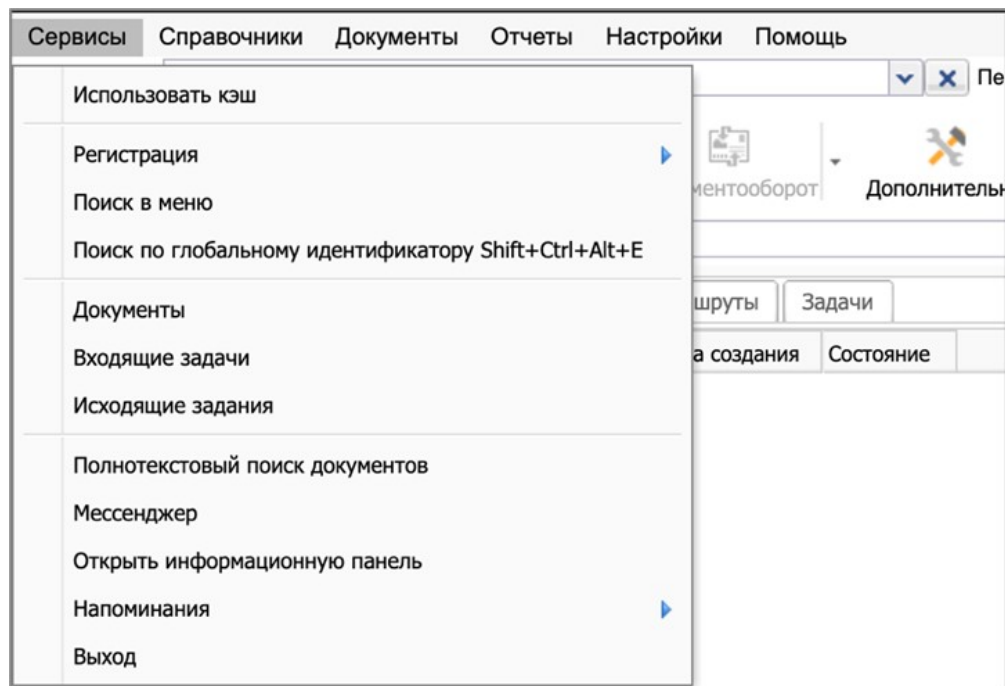 Сервисы Справочники Документы Отчеты Настройки Помощь
Использовать кэш
Регистрация
Поиск в меню
Поиск по глобальному идентификатору Shift+Ctrl+Alt+E
Документы
Входящие задачи
Исходящие задания
Полнотекстовый поиск документов
Мессенджер
Открыть информационную панель
Напоминания
Выход
Пе
ментооборот Дополнительн
шруты Задачи
а создания Состояние